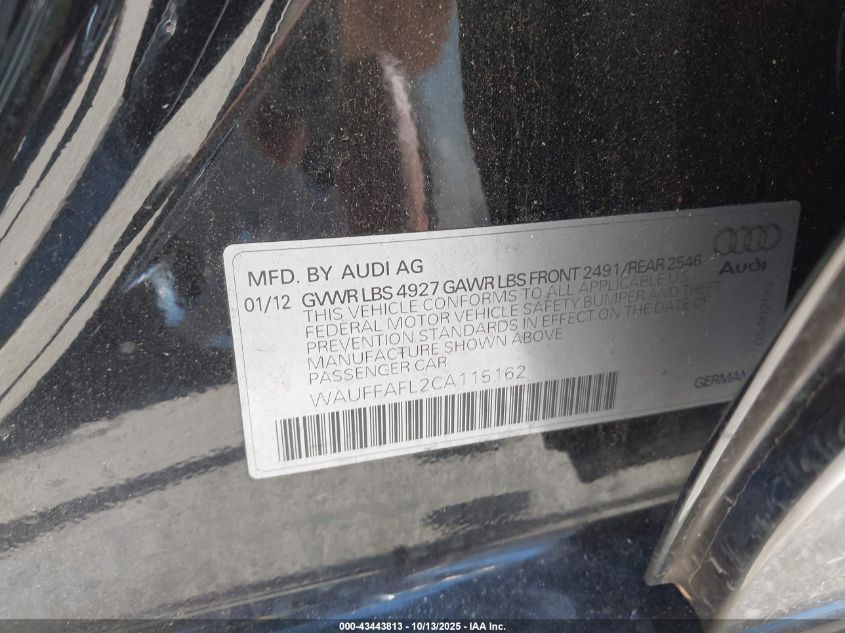 MFD. BY AUDI AG
01/12 GVWR LBS 4927 GAWR LBS FRONT 2491/REAR 2546
THIS VEHICLE CONFORMS TO ALL APPLICABLE U.S.
FEDERAL MOTOR VEHICLE SAFETY BUMPER AND THEFT
PREVENTION STANDARDS IN EFFECT ON THE DATE OF
MANUFACTURE SHOWN ABOVE
PASSENGER CAR
WAUFFAFL2CA115162
Audi
GERMAN
000-43443813 - 10/13/2025 - IAA Inc.